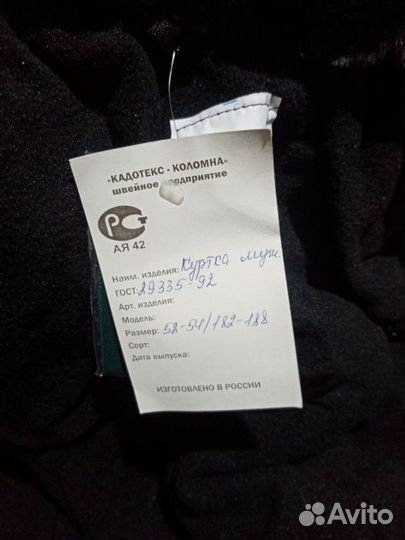 «КАДОТЕКС - КОЛОМНА»
швейное предприятие
РСТ
АЯ 42
Наим. изделия: Куртка муж.
ГОСТ: 29335-92
Арт. изделия:
Модель:
Размер: 52-54/182-188
Сорт:
Дата выпуска:
ИЗГОТОВЛЕНО В РОССИИ
Avito